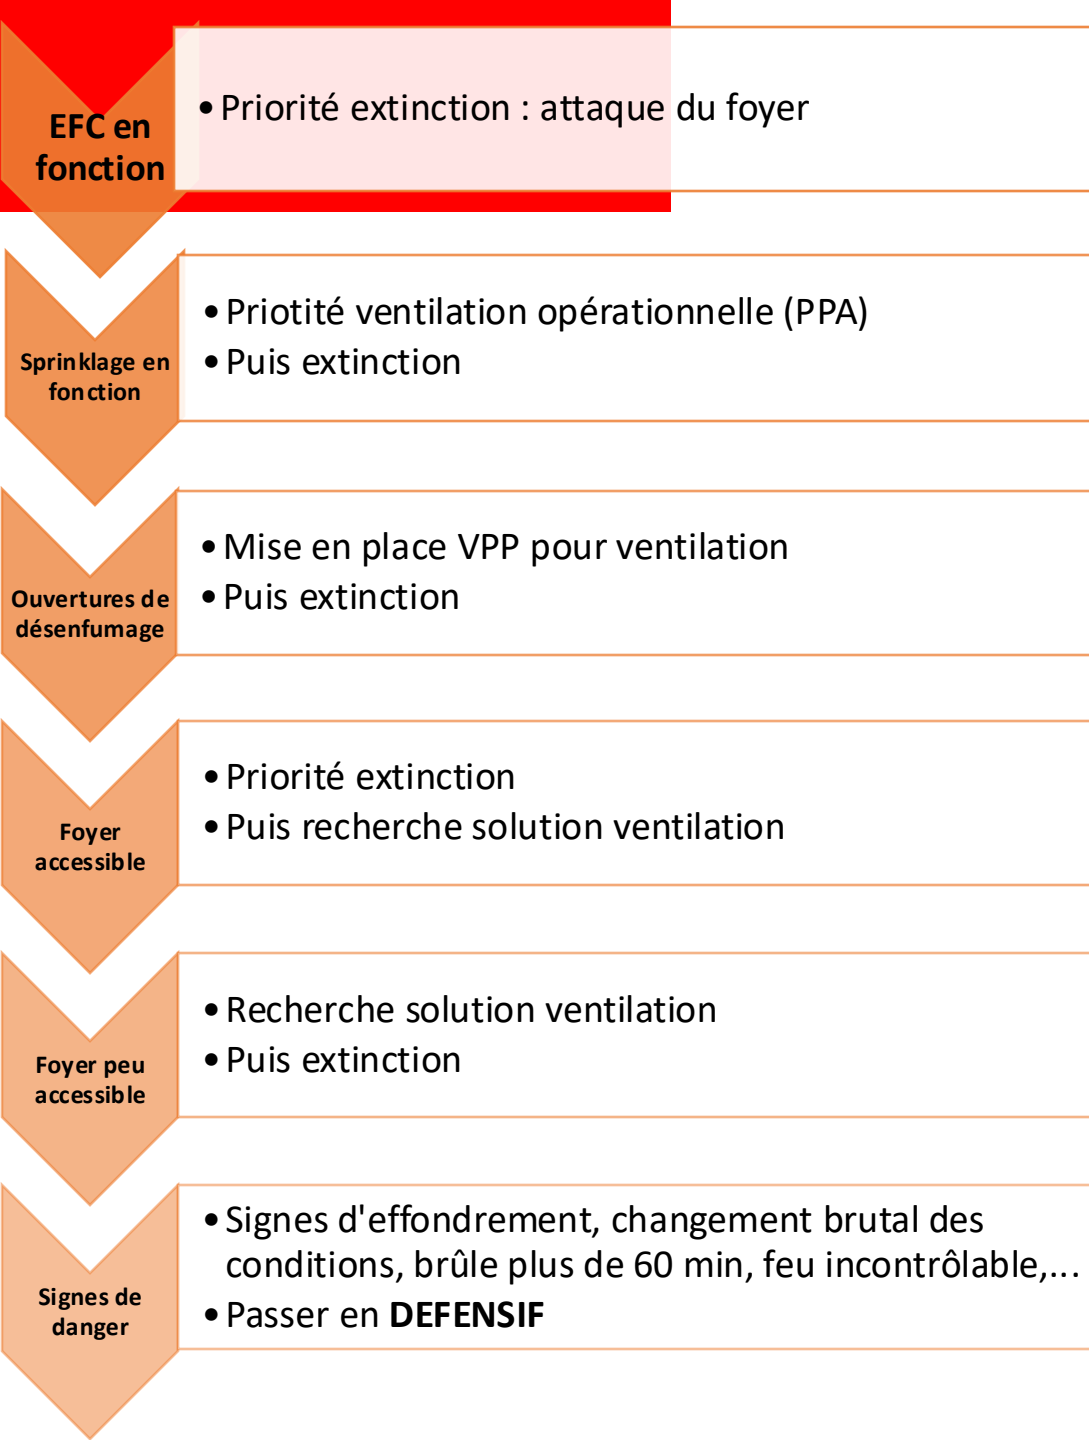 EFC en
fonction
• Priorité extinction : attaque du foyer
Sprinklage en
fonction
• Priotité ventilation opérationnelle (PPA)
• Puis extinction
Ouvertures de
désenfumage
• Mise en place VPP pour ventilation
• Puis extinction
Foyer
accessible
• Priorité extinction
• Puis recherche solution ventilation
Foyer peu
accessible
• Recherche solution ventilation
• Puis extinction
Signes de
danger
• Signes d'effondrement, changement brutal des
conditions, brûle plus de 60 min, feu incontrôlable,...
• Passer en DEFENSIF